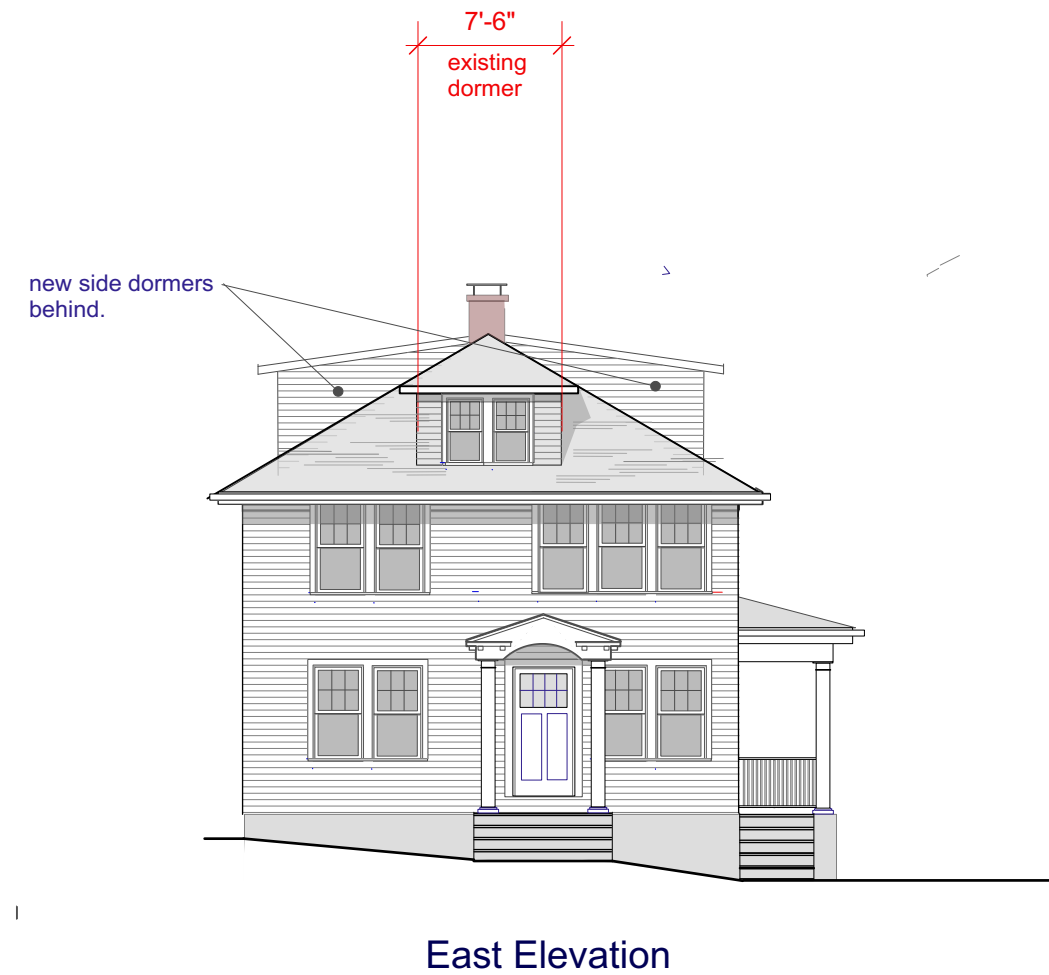 7'-6"
existing
dormer
new side dormers
behind.
East Elevation